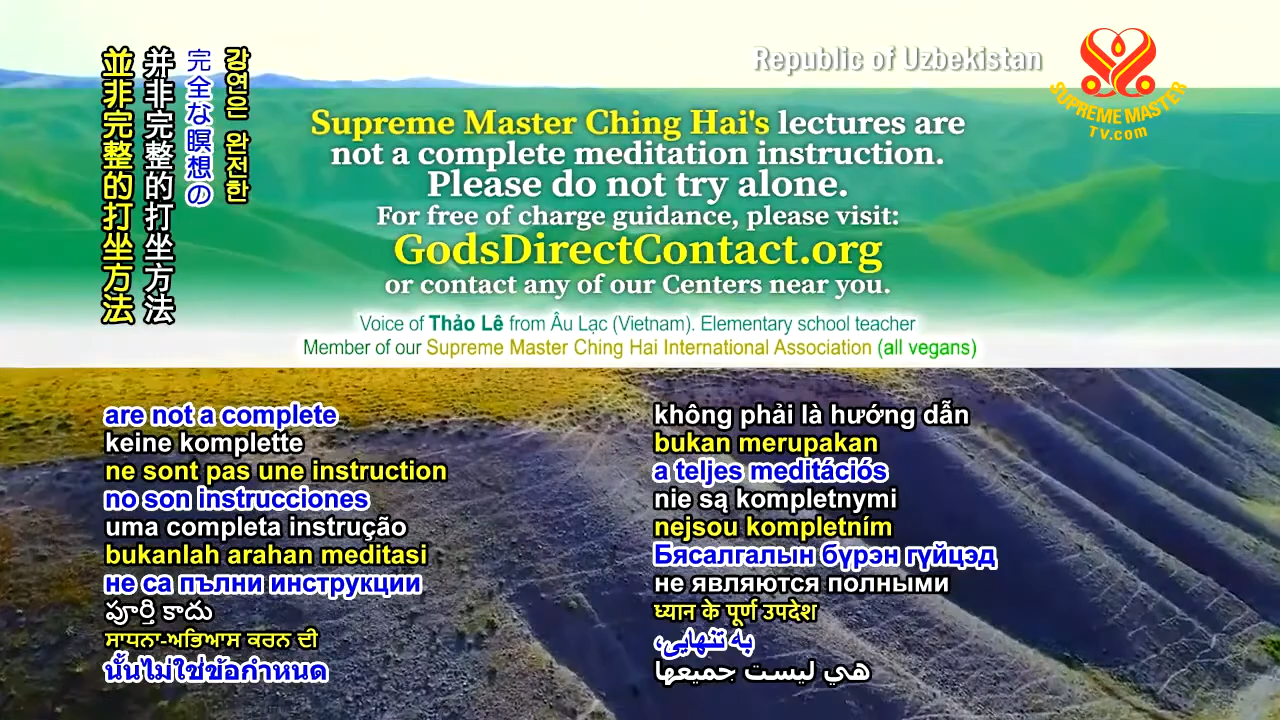 Republic of Uzbekistan
SUPREME MASTER
TV.com
강연은 완전한
完全な瞑想の
并非完整的打坐方法
並非完整的打坐方法
Supreme Master Ching Hai's lectures are
not a complete meditation instruction.
Please do not try alone.
For free of charge guidance, please visit:
GodsDirectContact.org
or contact any of our Centers near you.
Voice of Thảo Lê from Âu Lạc (Vietnam). Elementary school teacher
Member of our Supreme Master Ching Hai International Association (all vegans)
are not a complete
keine komplette
ne sont pas une instruction
no son instrucciones
uma completa instrução
bukanlah arahan meditasi
не са пълни инструкции
పూర్తి కాదు
ਸਾਧਨਾ-ਅਭਿਆਸ ਕਰਨ ਦੀ
นั้นไม่ใช่ข้อกำหนด
không phải là hướng dẫn
bukan merupakan
a teljes meditációs
nie są kompletnymi
nejsou kompletním
Бясалгалын бүрэн гүйцэд
не являются полными
ध्यान के पूर्ण उपदेश
به تنهایی،
هي ليست جميعها